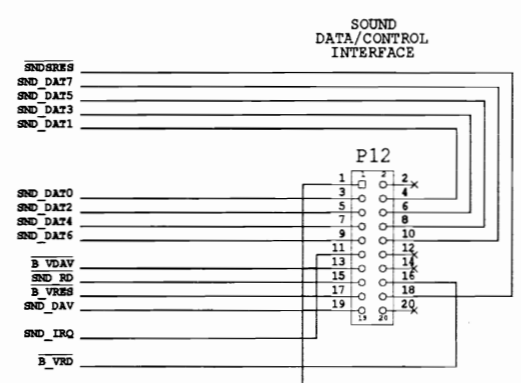 SOUND
DATA/CONTROL
INTERFACE
SNDSRES
SND_DAT7
SND_DAT5
SND_DAT3
SND_DAT1
P12
1 1 2 2
3 4
SND_DAT0
5 6
SND_DAT2
7 8
SND_DAT4
9 10
SND_DAT6
11 12
B_VDAV
13 14
SND_RD
15 16
B_VRES
17 18
SND_DAV
19 20
19 20
SND_IRQ
B_VRD